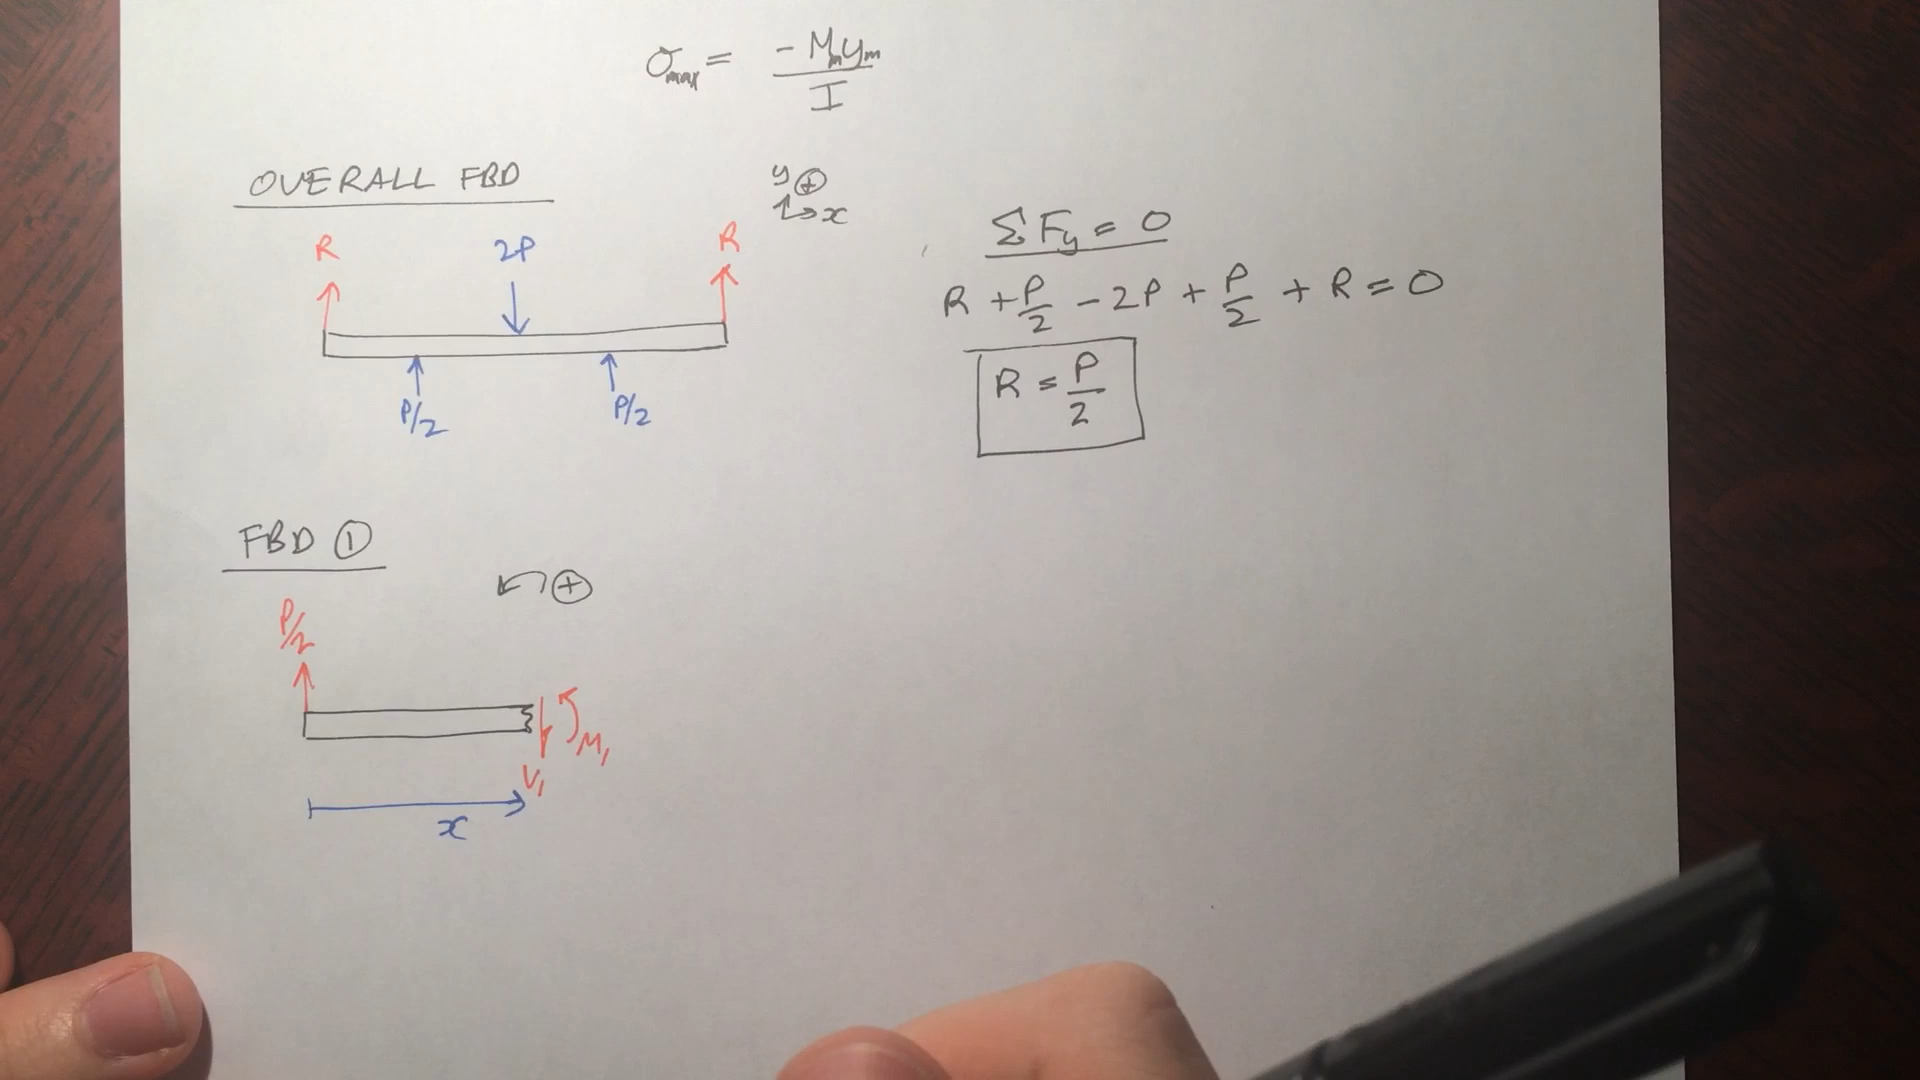 σmax = -Mmym / I
OVERALL FBD
y ⊕
x
R
2P
R
P/2
P/2
ΣFy = 0
R + P/2 - 2P + P/2 + R = 0
R = P/2
FBD ①
⊕
P/2
M1
V1
x